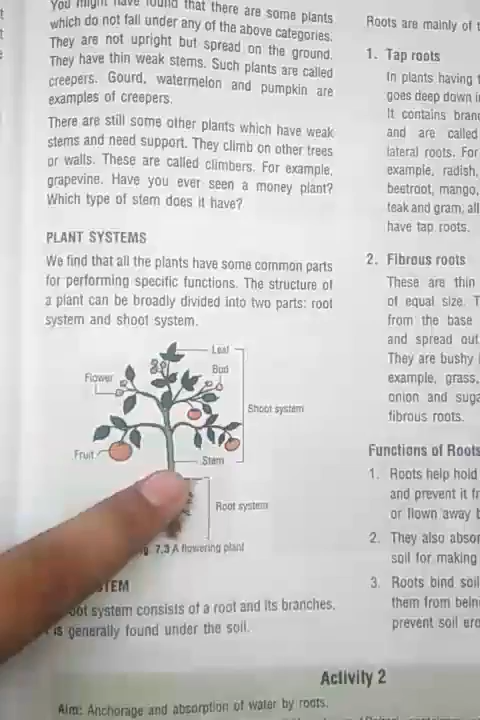 You might have found that there are some plants
which do not fall under any of the above categories.
They are not upright but spread on the ground.
They have thin weak stems. Such plants are called
creepers. Gourd, watermelon and pumpkin are
examples of creepers.
There are still some other plants which have weak
stems and need support. They climb on other trees
or walls. These are called climbers. For example,
grapevine. Have you ever seen a money plant?
Which type of stem does it have?
PLANT SYSTEMS
We find that all the plants have some common parts
for performing specific functions. The structure of
a plant can be broadly divided into two parts: root
system and shoot system.
Leaf
Bud
Flower
Shoot system
Fruit
Stem
Root system
7.3 A flowering plant
system consists of a root and its branches.
is generally found under the soil.
Roots are mainly of
1. Tap roots
In plants having
goes deep down
It contains
and are called
lateral roots. For
example, radish,
beetroot, mango,
teak and gram, all
have tap roots.
2. Fibrous roots
These are thin
of equal size.
from the base
and spread out
They are bushy
example, grass,
onion and
fibrous roots.
Functions of Roots
1. Roots help hold
and prevent it
or flown away
2. They also
soil for making
3. Roots bind soil
them from
prevent soil
Activity 2
Aim: Anchorage and absorption of water by roots.